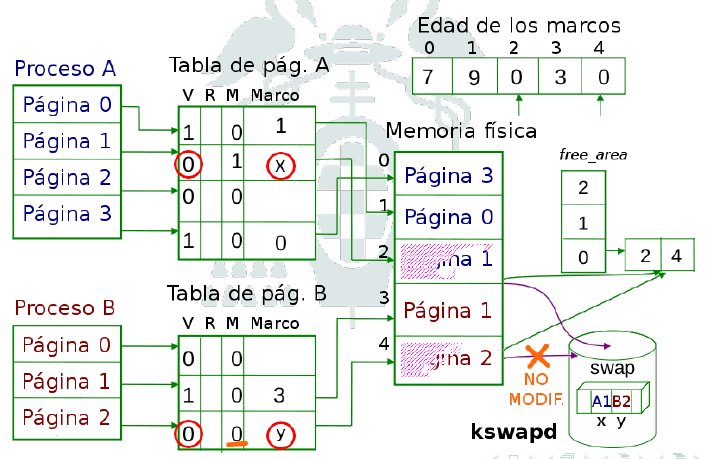 Edad de los marcos
0 1 2 3 4
7 9 0 3 0
Proceso A
Página 0
Página 1
Página 2
Página 3
Tabla de pág. A
V R M Marco
1 0 1
0 1 x
0 0
1 0 0
Memoria física
0 Página 3
1 Página 0
2 gina 1
3 Página 1
4 gina 2
free_area
2
1
0
2 4
Proceso B
Página 0
Página 1
Página 2
Tabla de pág. B
V R M Marco
0 0
1 0 3
0 0 y
NO
MODIF.
swap
A1 B2
x y
kswapd